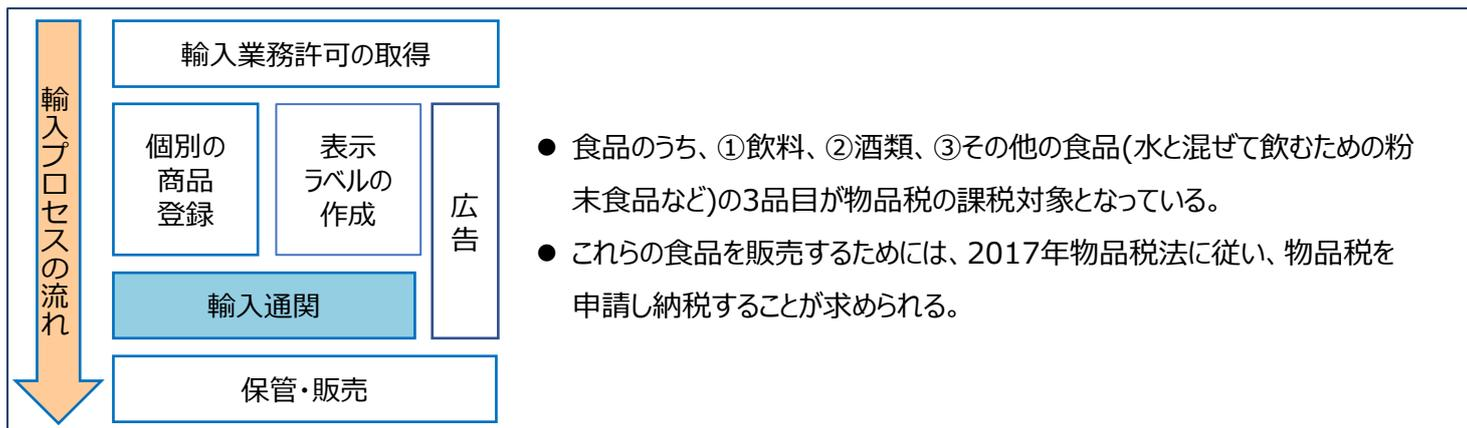 輸入プロセスの流れ
輸入業務許可の取得
個別の
商品
登録
表示
ラベルの
作成
広告
輸入通関
保管・販売
● 食品のうち、①飲料、②酒類、③その他の食品(水と混ぜて飲むための粉
末食品など)の3品目が物品税の課税対象となっている。
● これらの食品を販売するためには、2017年物品税法に従い、物品税を
申請し納税することが求められる。